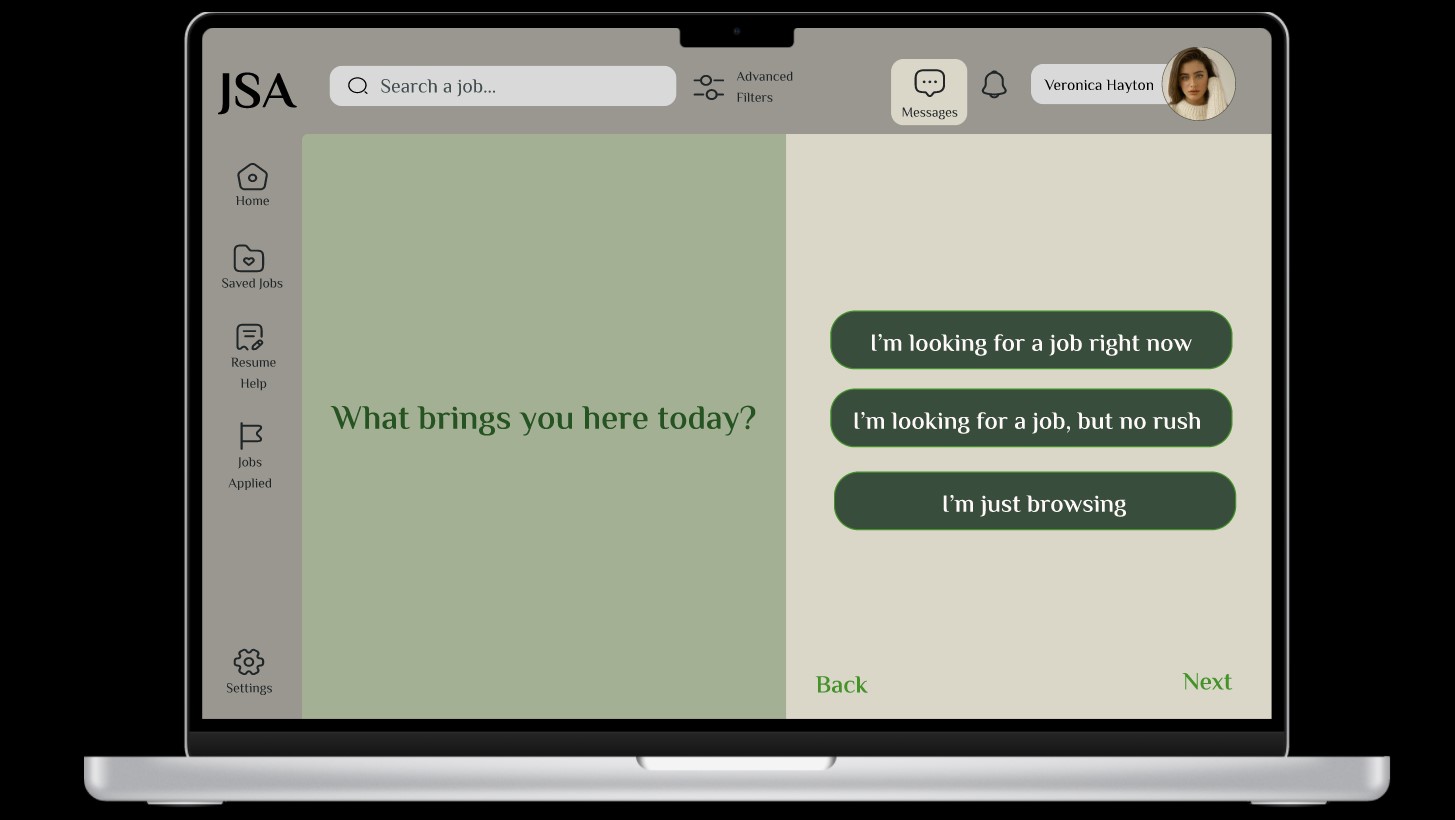 JSA
Search a job...
Advanced
Filters
Messages
Veronica Hayton
Home
Saved Jobs
Resume
Help
Jobs
Applied
Settings
What brings you here today?
I'm looking for a job right now
I'm looking for a job, but no rush
I'm just browsing
Back
Next